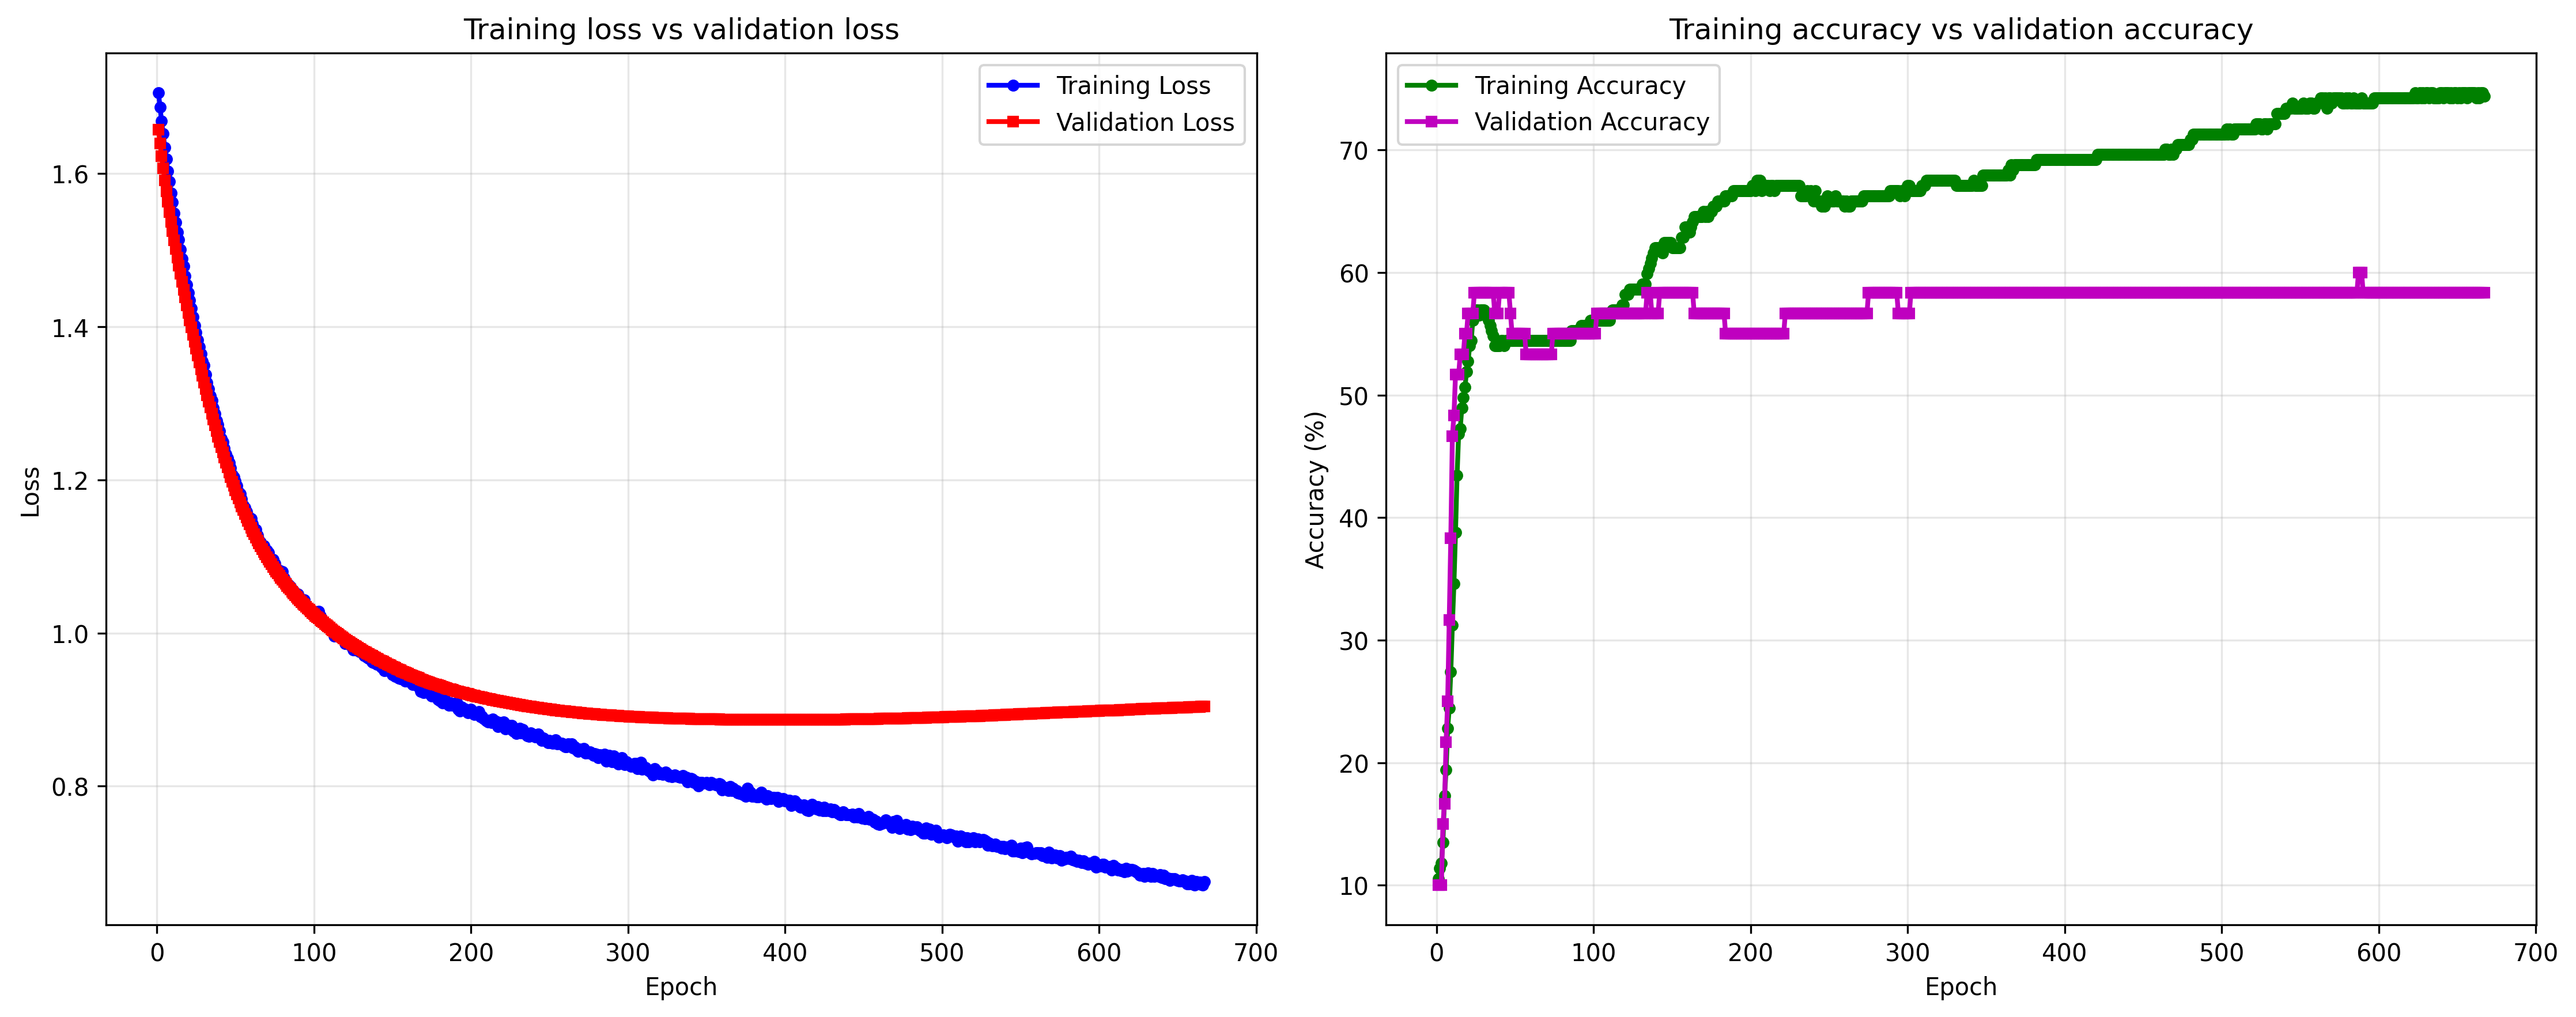 Training loss vs validation loss
Training Loss
Validation Loss
1.6
1.4
1.2
1.0
0.8
Loss
0 100 200 300 400 500 600 700
Epoch
Training accuracy vs validation accuracy
Training Accuracy
Validation Accuracy
70
60
50
40
30
20
10
Accuracy (%)
0 100 200 300 400 500 600 700
Epoch